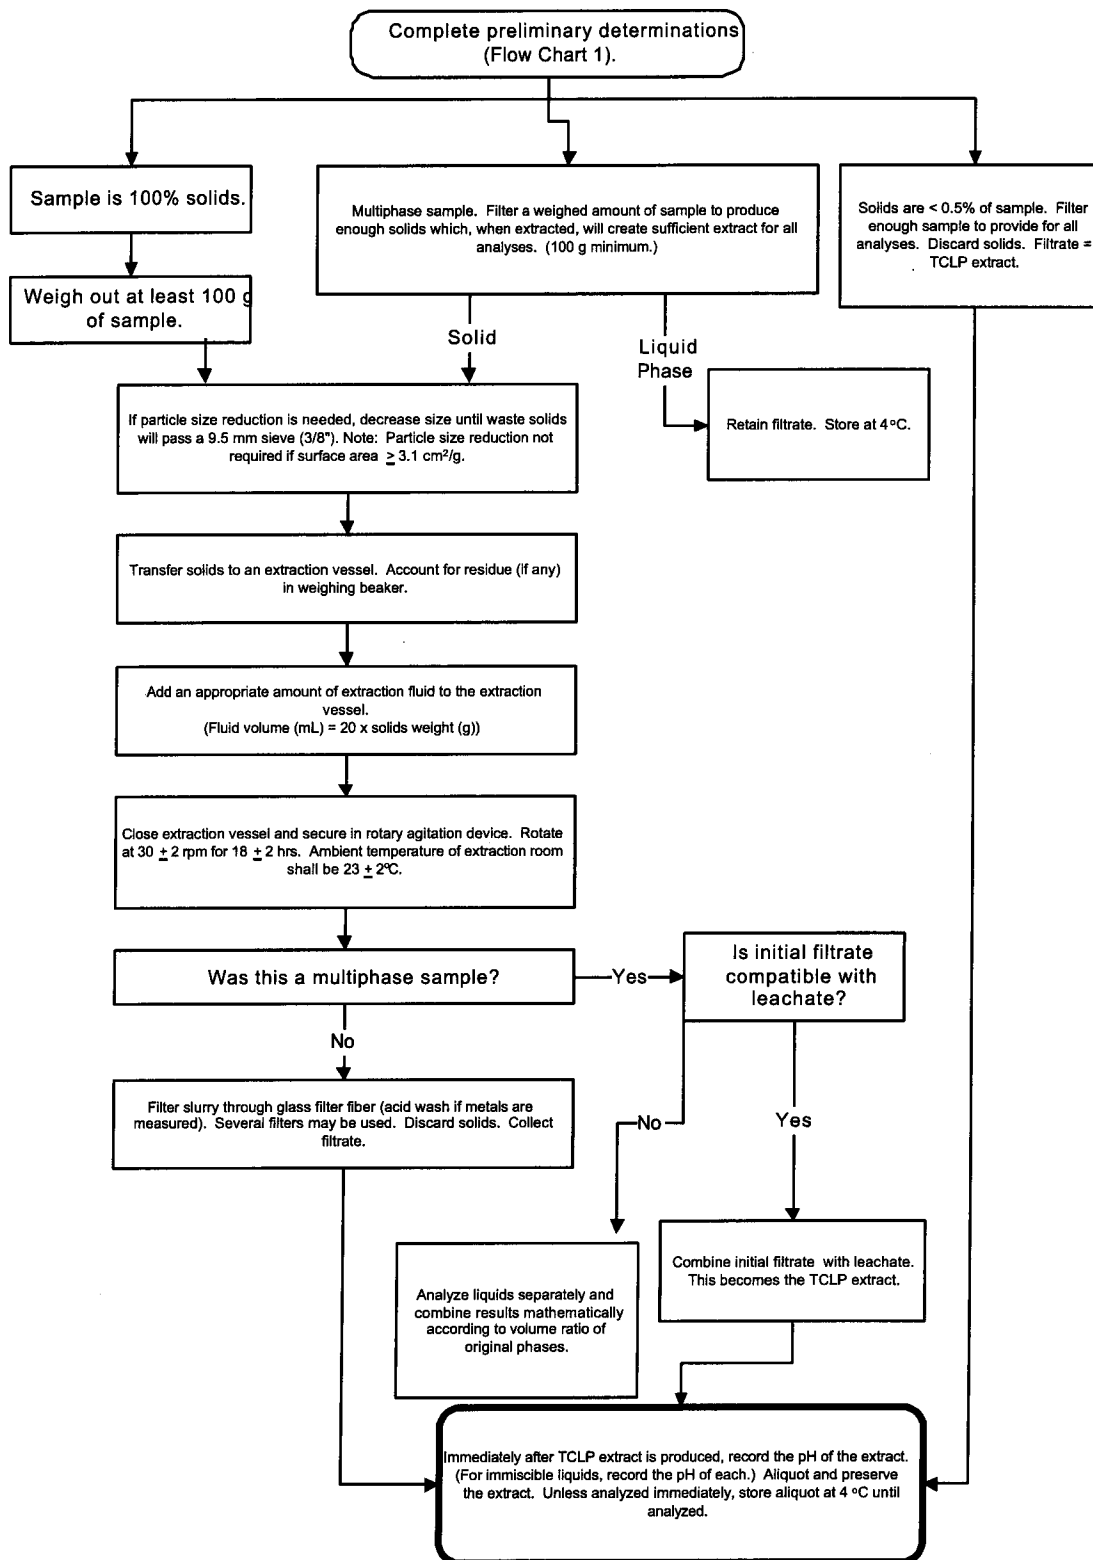 Complete preliminary determinations
(Flow Chart 1).
Sample is 100% solids.
Multiphase sample. Filter a weighed amount of sample to produce
enough solids which, when extracted, will create sufficient extract for all
analyses. (100 g minimum.)
Solids are < 0.5% of sample. Filter
enough sample to provide for all
analyses. Discard solids. Filtrate =
TCLP extract.
Weigh out at least 100 g
of sample.
Solid
Liquid
Phase
If particle size reduction is needed, decrease size until waste solids
will pass a 9.5 mm sieve (3/8"). Note: Particle size reduction not
required if surface area ≥ 3.1 cm²/g.
Retain filtrate. Store at 4°C.
Transfer solids to an extraction vessel. Account for residue (if any)
in weighing beaker.
Add an appropriate amount of extraction fluid to the extraction
vessel.
(Fluid volume (mL) = 20 x solids weight (g))
Close extraction vessel and secure in rotary agitation device. Rotate
at 30 ± 2 rpm for 18 ± 2 hrs. Ambient temperature of extraction room
shall be 23 ± 2°C.
Was this a multiphase sample?
Yes
Is initial filtrate
compatible with
leachate?
No
Filter slurry through glass filter fiber (acid wash if metals are
measured). Several filters may be used. Discard solids. Collect
filtrate.
No
Yes
Analyze liquids separately and
combine results mathematically
according to volume ratio of
original phases.
Combine initial filtrate with leachate.
This becomes the TCLP extract.
Immediately after TCLP extract is produced, record the pH of the extract.
(For immiscible liquids, record the pH of each.) Aliquot and preserve
the extract. Unless analyzed immediately, store aliquot at 4 °C until
analyzed.